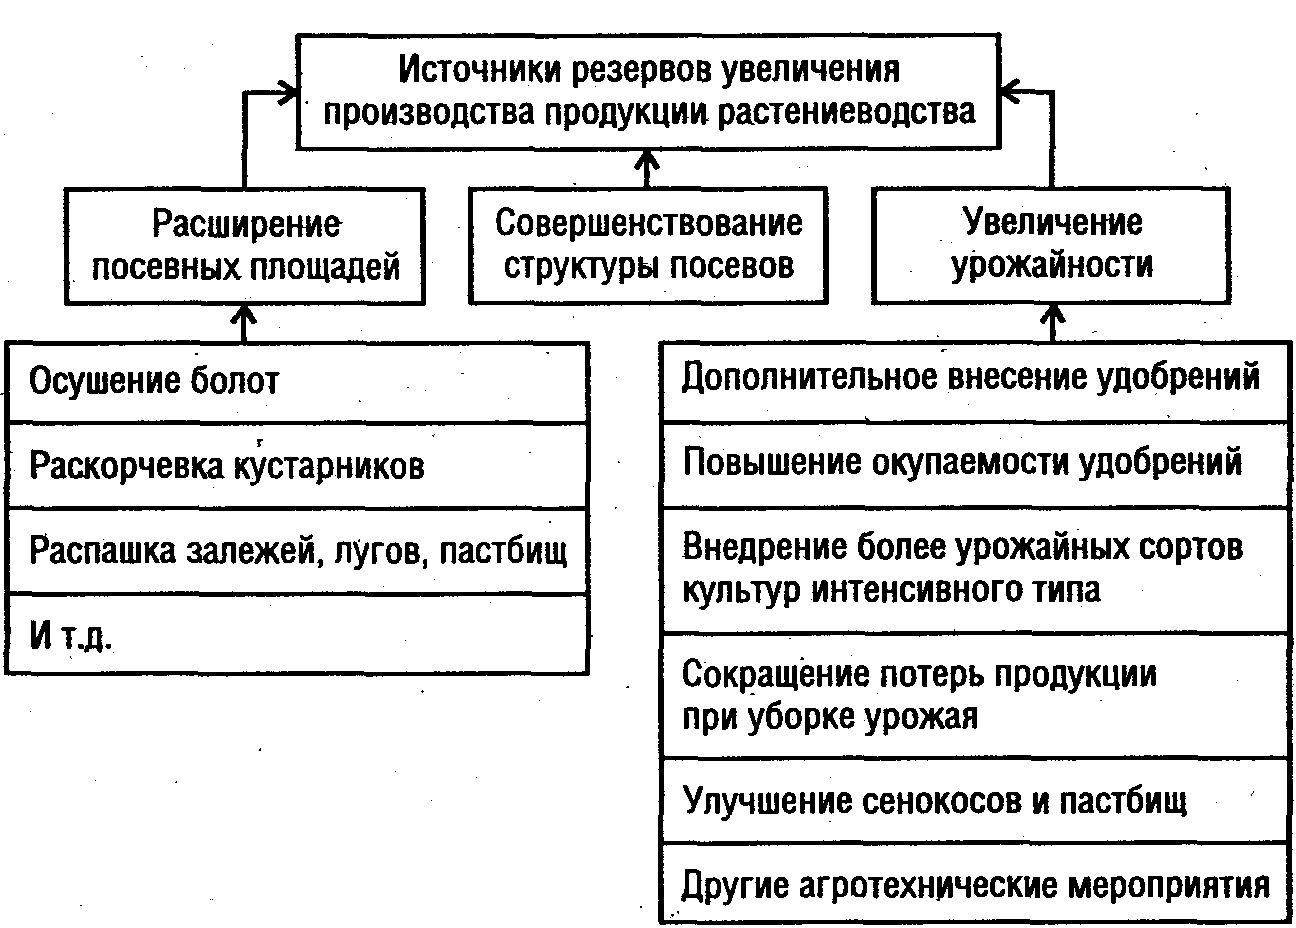 Источники резервов увеличения
производства продукции растениеводства
Расширение
посевных площадей
Совершенствование
структуры посевов
Увеличение
урожайности
Осушение болот
Раскорчевка кустарников
Распашка залежей, лугов, пастбищ
И т.д.
Дополнительное внесение удобрений
Повышение окупаемости удобрений
Внедрение более урожайных сортов
культур интенсивного типа
Сокращение потерь продукции
при уборке урожая
Улучшение сенокосов и пастбищ
Другие агротехнические мероприятия